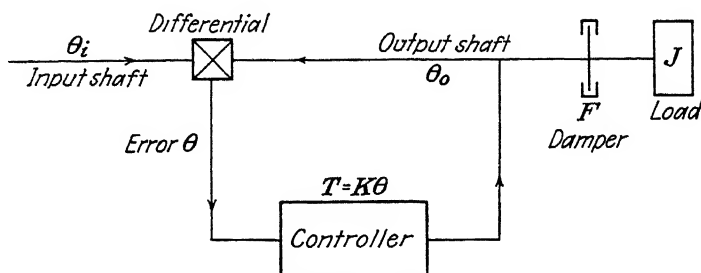 Differential
θi
Input shaft
Output shaft
θo
J
Load
F
Damper
Error θ
T=Kθ
Controller